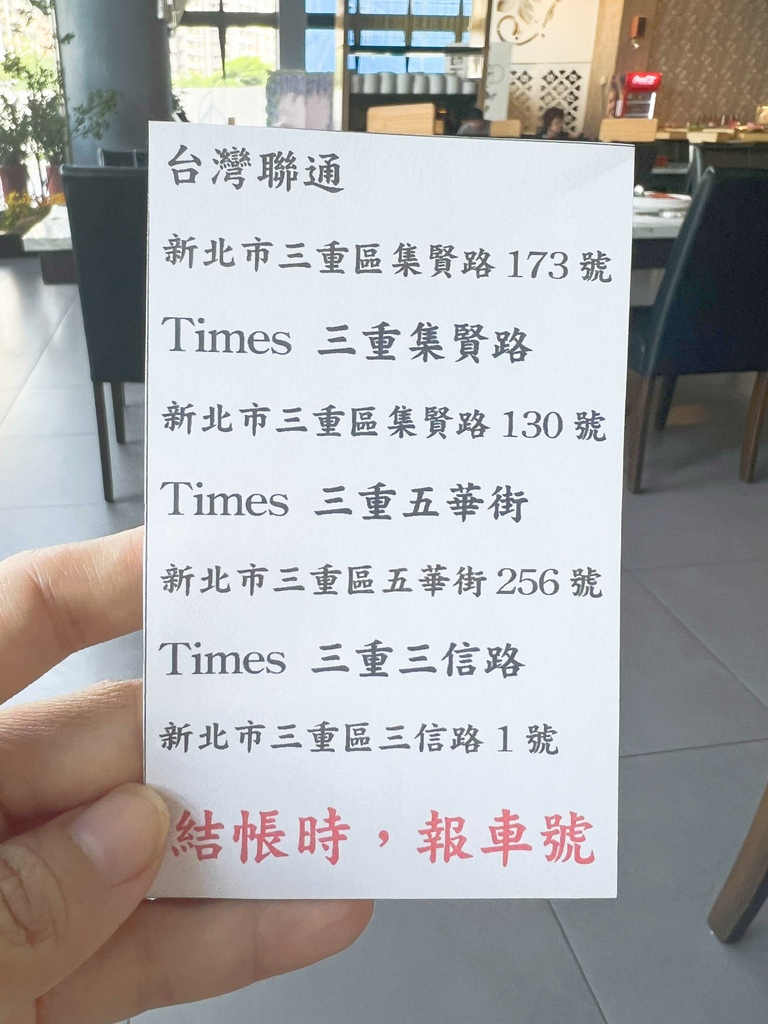 台灣聯通
新北市三重區集賢路 173 號
Times 三重集賢路
新北市三重區集賢路 130 號
Times 三重五華街
新北市三重區五華街 256 號
Times 三重三信路
新北市三重區三信路 1 號
結帳時，報車號
Coca-Cola